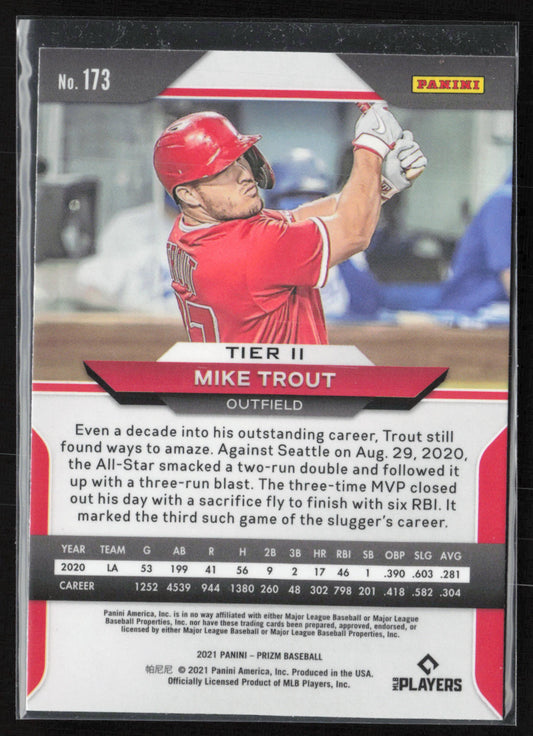 No. 173
PANINI
TROUT
TIER II
MIKE TROUT
OUTFIELD
Even a decade into his outstanding career, Trout still
found ways to amaze. Against Seattle on Aug. 29, 2020,
the All-Star smacked a two-run double and followed it
up with a three-run blast. The three-time MVP closed
out his day with a sacrifice fly to finish with six RBI. It
marked the third such game of the slugger's career.
YEAR TEAM G AB R H 2B 3B HR RBI SB OBP SLG AVG
2020 LA 53 199 41 56 9 2 17 46 1 .390 .603 .281
CAREER 1252 4539 944 1380 260 48 302 798 201 .418 .582 .304
Panini America, Inc. is in no way affiliated with either Major League Baseball or Major League
Baseball Properties, Inc. nor have these trading cards been prepared, approved, endorsed, or
licensed by either Major League Baseball or Major League Baseball Properties, Inc.
2021 PANINI – PRIZM BASEBALL
帕尼尼 © 2021 Panini America, Inc. Produced in the USA.
Officially Licensed Product of MLB Players, Inc.
MLB PLAYERS